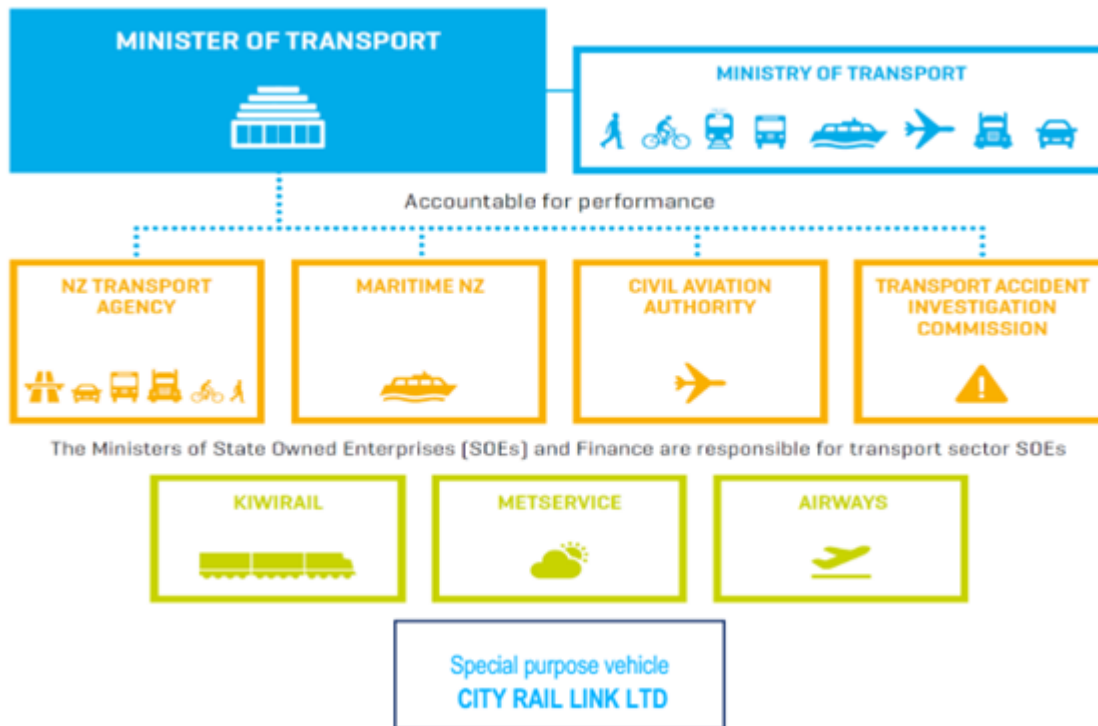 MINISTER OF TRANSPORT
MINISTRY OF TRANSPORT
Accountable for performance
NZ TRANSPORT
AGENCY
MARITIME NZ
CIVIL AVIATION
AUTHORITY
TRANSPORT ACCIDENT
INVESTIGATION
COMMISSION
The Ministers of State Owned Enterprises (SOEs) and Finance are responsible for transport sector SOEs
KIWIRAIL
METSERVICE
AIRWAYS
Special purpose vehicle
CITY RAIL LINK LTD